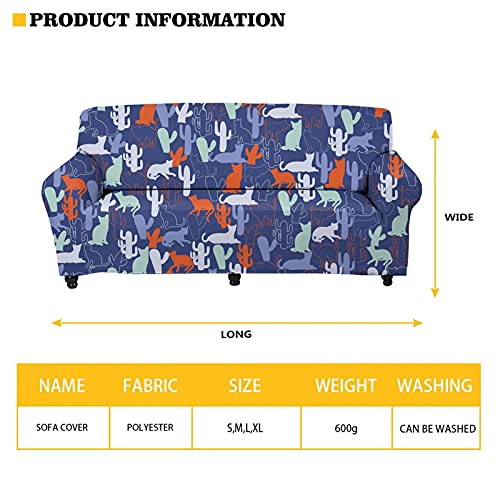 PRODUCT INFORMATION
WIDE
LONG
NAME FABRIC SIZE WEIGHT WASHING
SOFA COVER POLYESTER S,M,L,XL 600g CAN BE WASHED